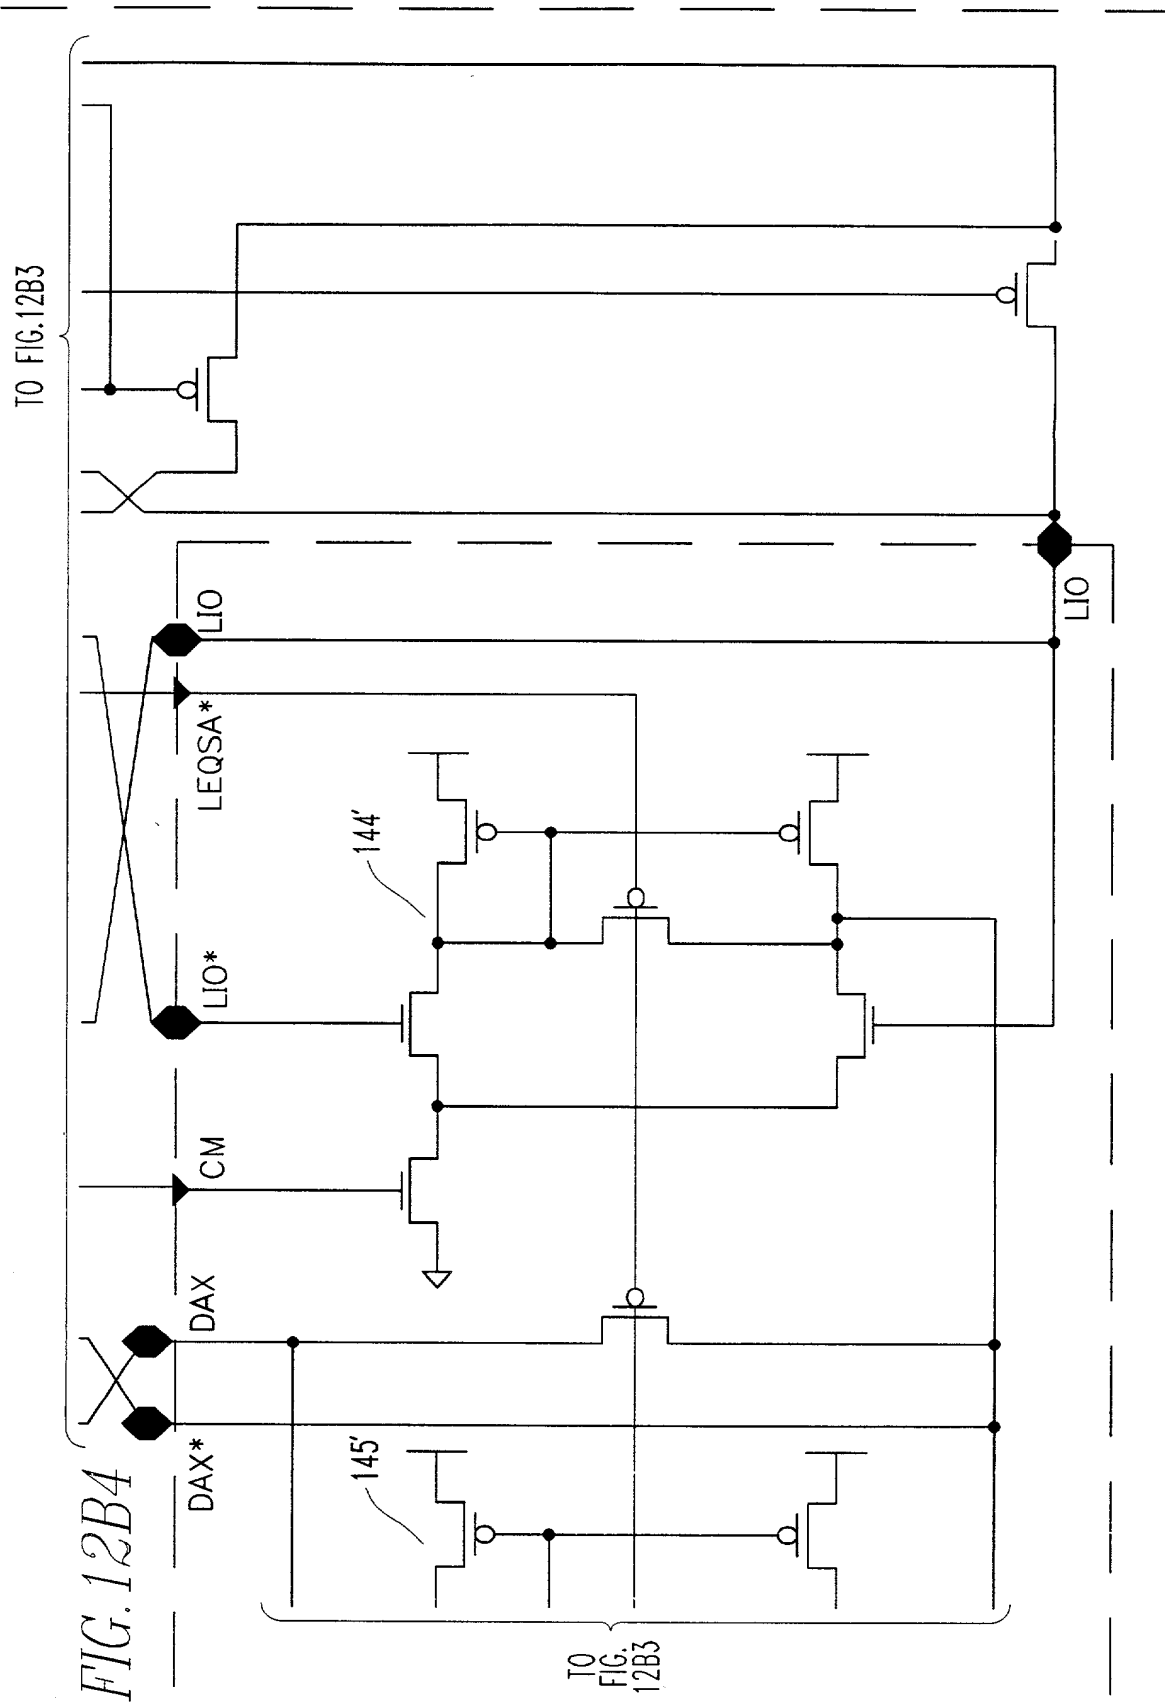 TO FIG.12B3
LIO
LIO
LEQSA*
144'
LIO*
CM
DAX
DAX*
145'
FIG. 12B4
TO
FIG.
12B3